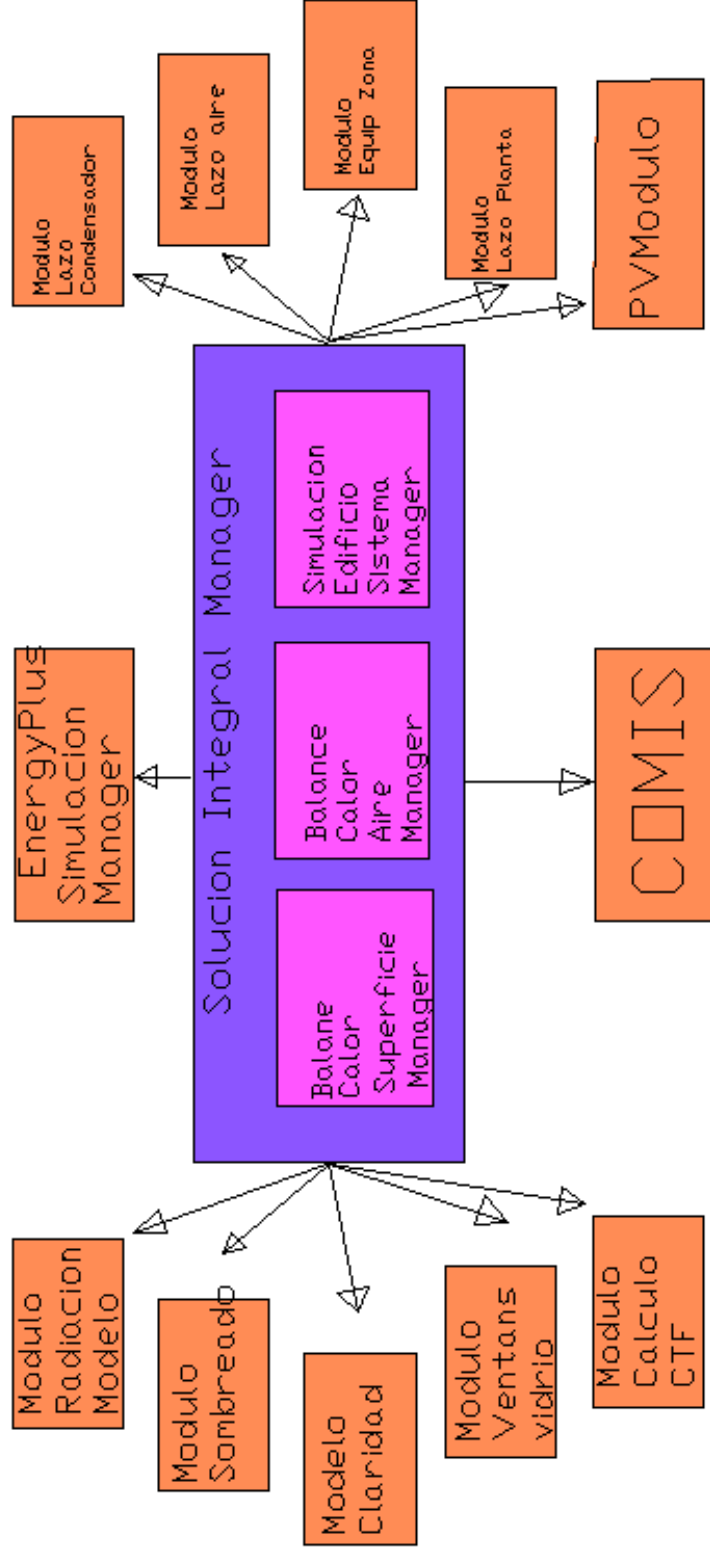 EnergyPlus
Simulacion
Manager
Modulo
Radiacion
Modelo
Modulo
Sombreado
Modelo
Claridad
Modulo
Ventans
vidrio
Modulo
Calculo
CTF
Solucion Integral Manager
Balane
Calor
Superficie
Manager
Balance
Calor
Aire
Manager
Simulacion
Edificio
SIstema
Manager
Modulo
Lazo
Condensador
Modulo
Lazo aire
Modulo
Equip Zona
Modulo
Lazo Planta
PVModulo
COMIS